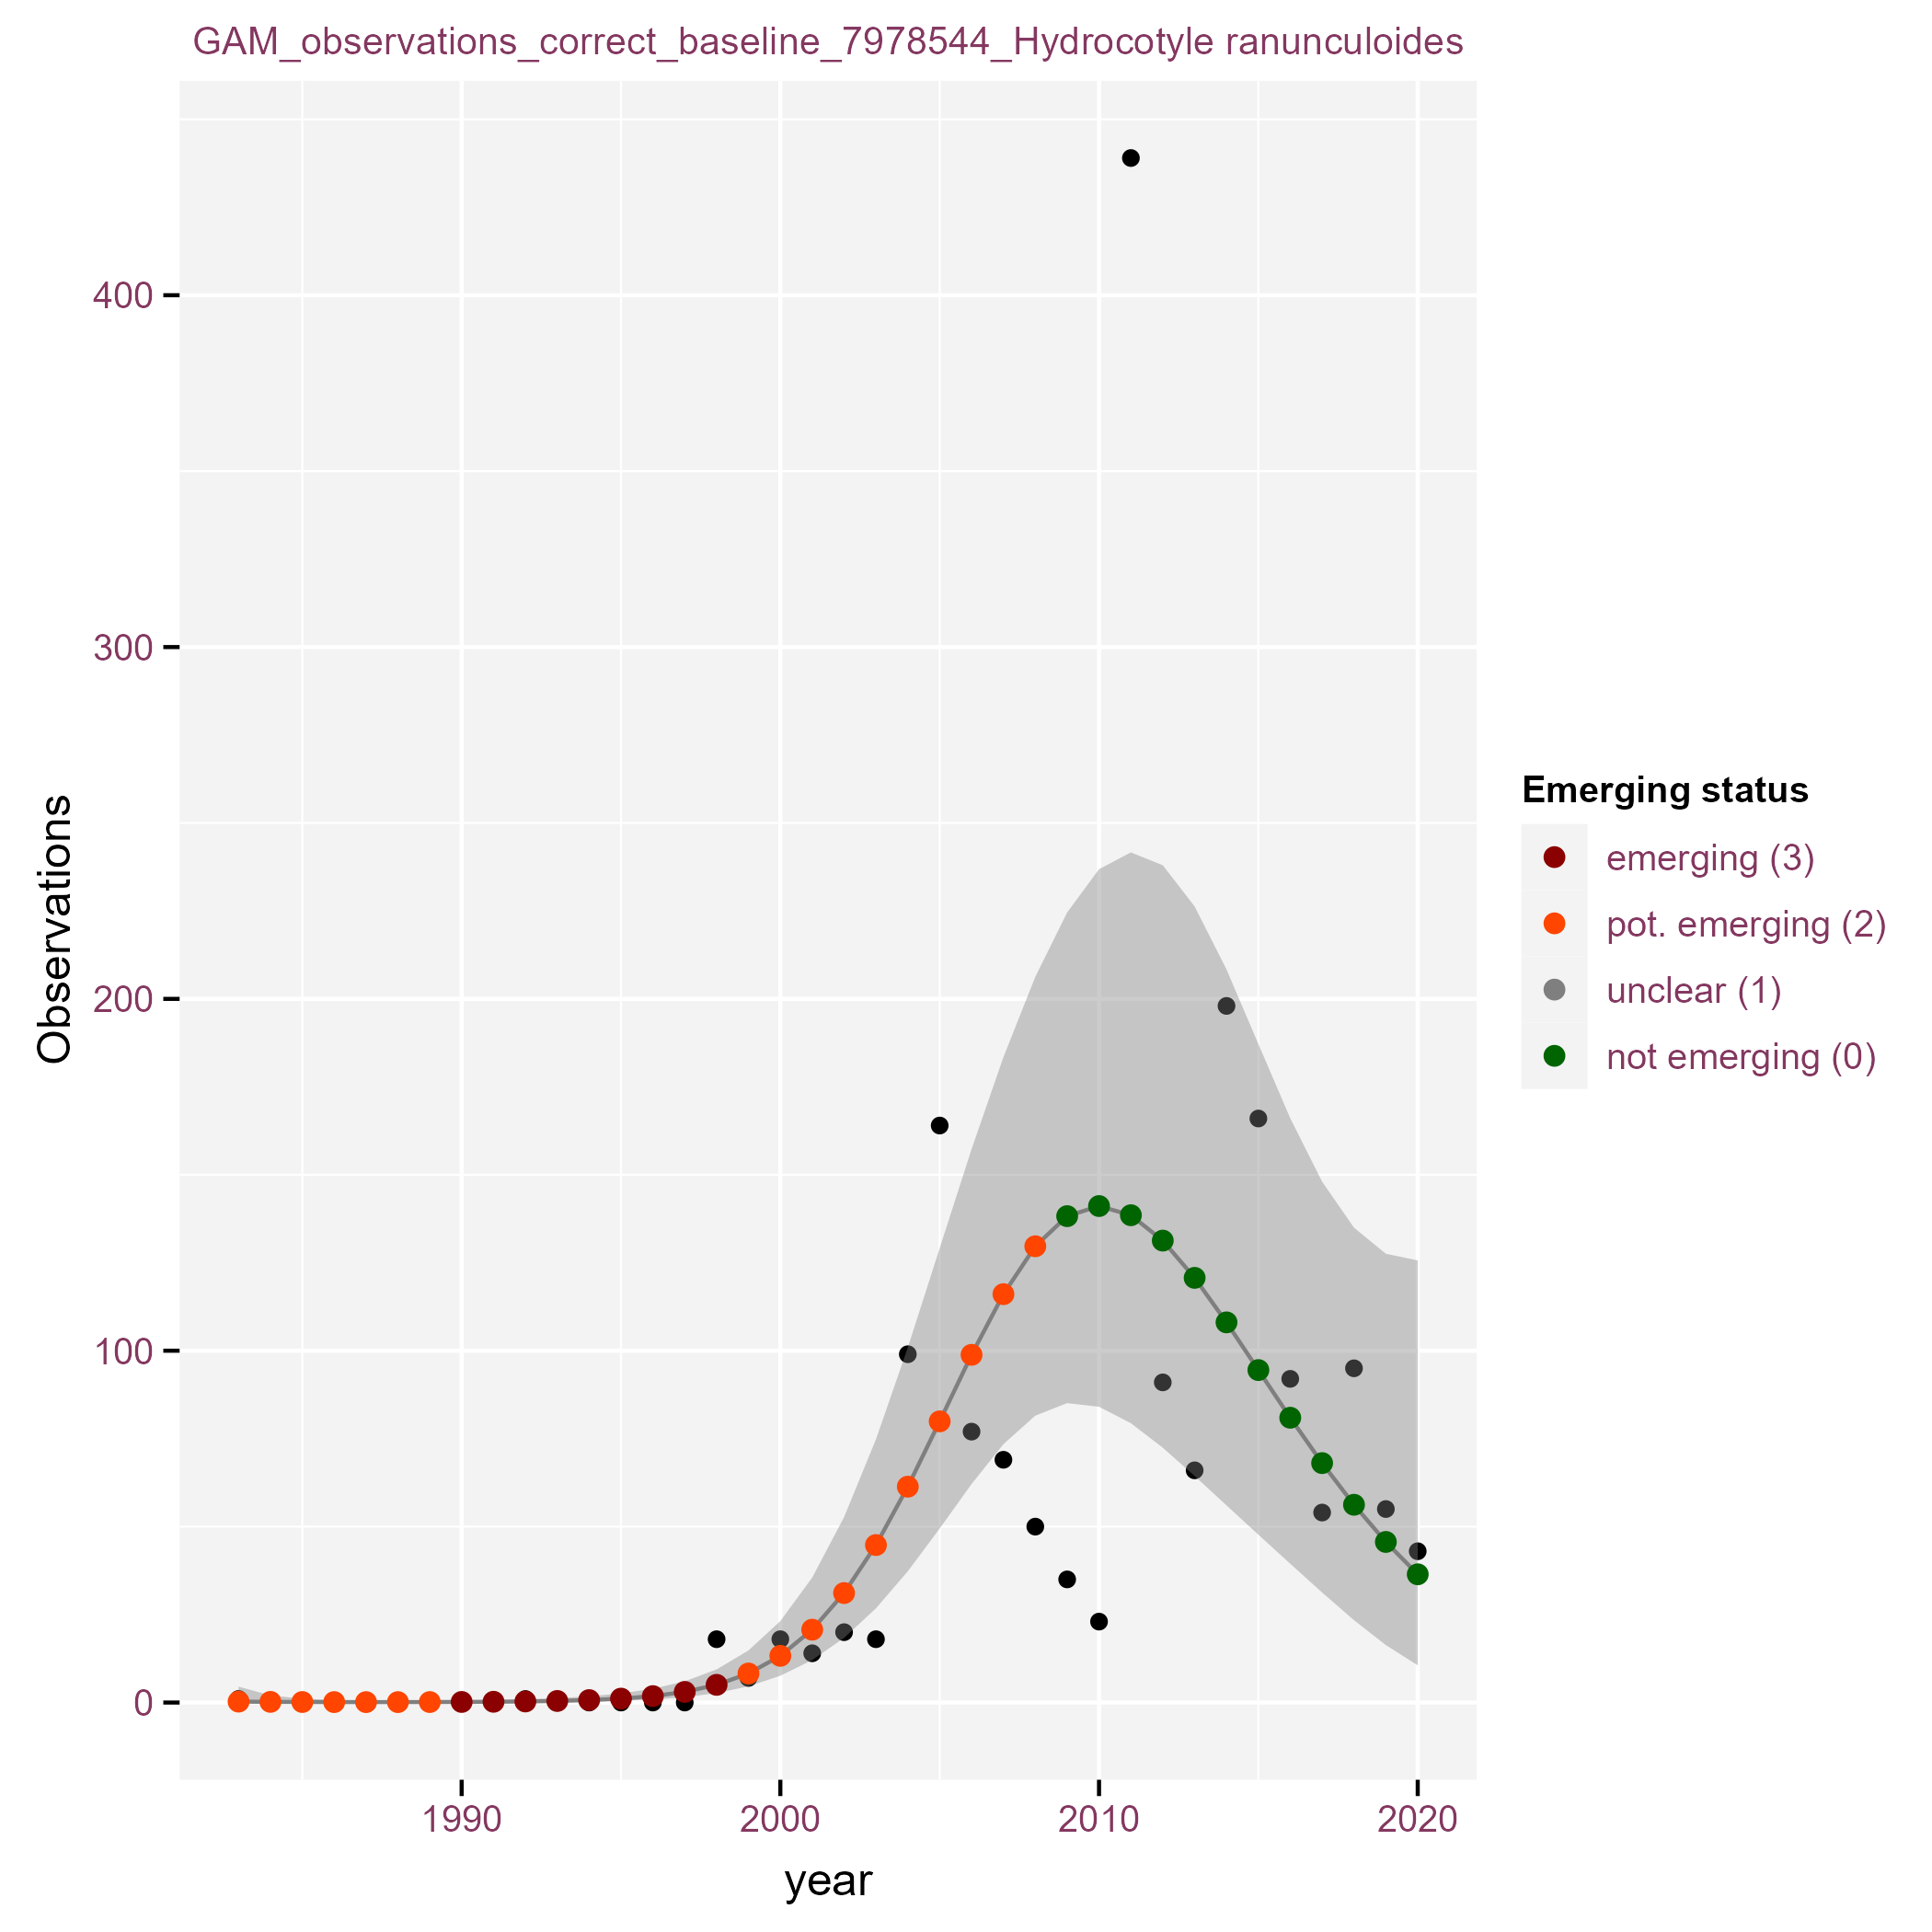 GAM_observations_correct_baseline_7978544_Hydrocotyle ranunculoides
Observations
400
300
200
100
0
1990
2000
2010
2020
year
Emerging status
emerging (3)
pot. emerging (2)
unclear (1)
not emerging (0)